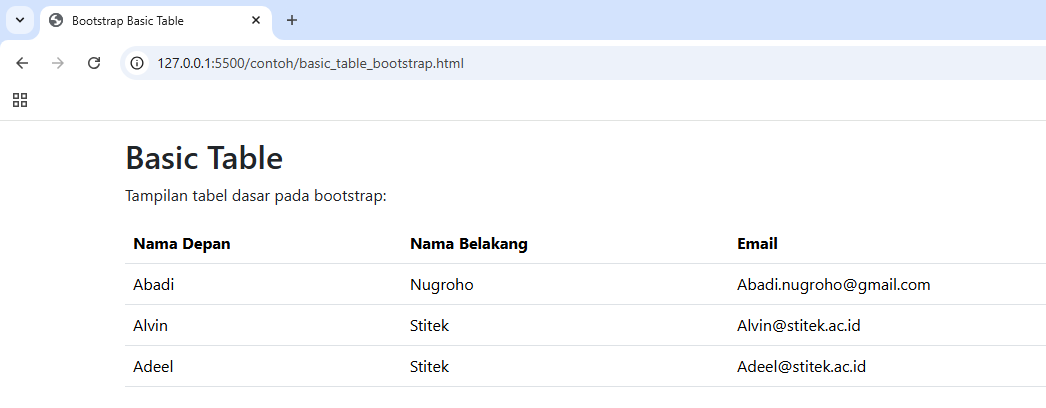 Bootstrap Basic Table
127.0.0.1:5500/contoh/basic_table_bootstrap.html
Basic Table
Tampilan tabel dasar pada bootstrap:
Nama Depan Nama Belakang Email
Abadi Nugroho Abadi.nugroho@gmail.com
Alvin Stitek Alvin@stitek.ac.id
Adeel Stitek Adeel@stitek.ac.id